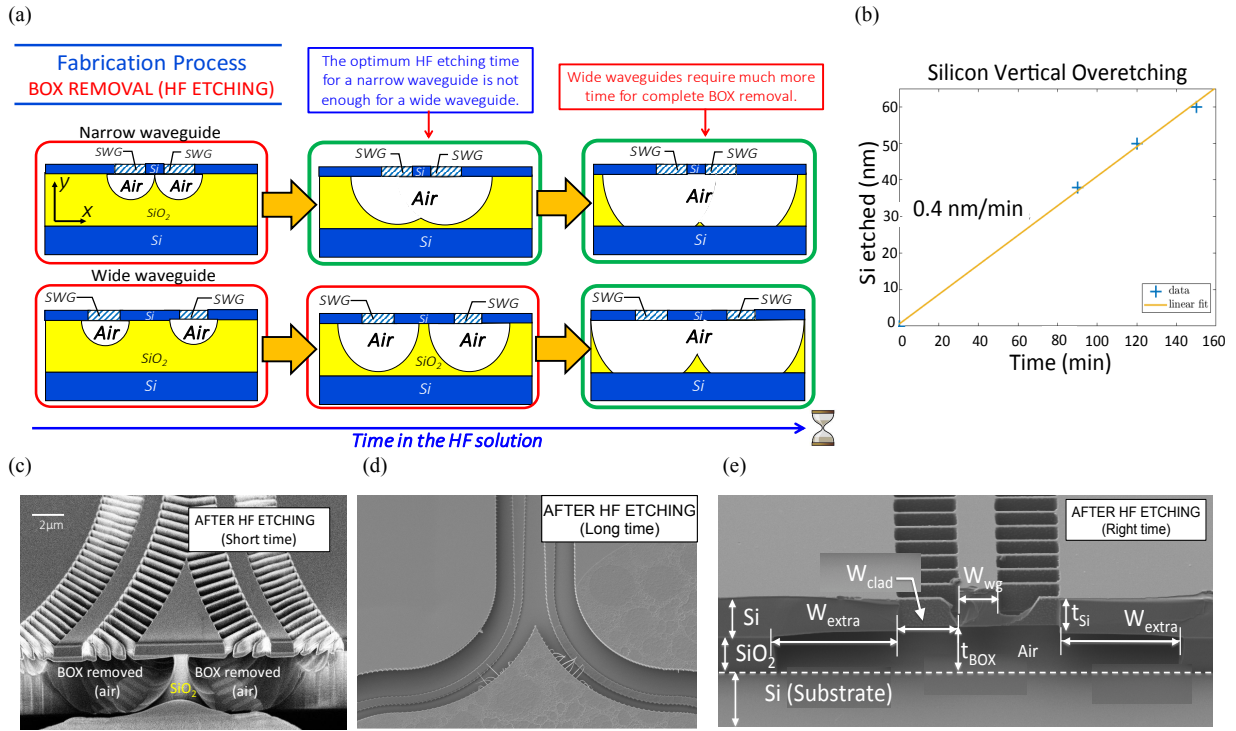 (a)
Fabrication Process
BOX REMOVAL (HF ETCHING)
The optimum HF etching time
for a narrow waveguide is not
enough for a wide waveguide.
Wide waveguides require much more
time for complete BOX removal.
Narrow waveguide
SWG
SWG
Si
Air
Air
y
x
SiO2
Si
SWG
SWG
Si
Air
Si
SWG
SWG
Si
Air
Si
Wide waveguide
SWG
SWG
Si
Air
Air
SiO2
Si
SWG
SWG
Si
Air
Air
SiO2
Si
SWG
SWG
Si
Air
Si
Time in the HF solution
(b)
Silicon Vertical Overetching
Si etched (nm)
60
50
40
30
20
10
0
0.4 nm/min
data
linear fit
0
20
40
60
80
100
120
140
160
Time (min)
(c)
2μm
AFTER HF ETCHING
(Short time)
BOX removed
(air)
SiO2
BOX removed
(air)
(d)
AFTER HF ETCHING
(Long time)
(e)
AFTER HF ETCHING
(Right time)
Wclad
Wwg
Si
Wextra
tSi
Wextra
SiO2
tBOX
Air
Si (Substrate)